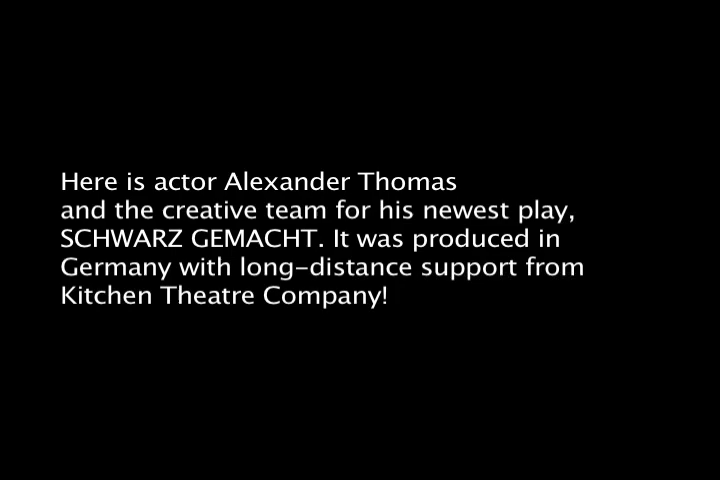 Here is actor Alexander Thomas
and the creative team for his newest play,
SCHWARZ GEMACHT. It was produced in
Germany with long-distance support from
Kitchen Theatre Company!